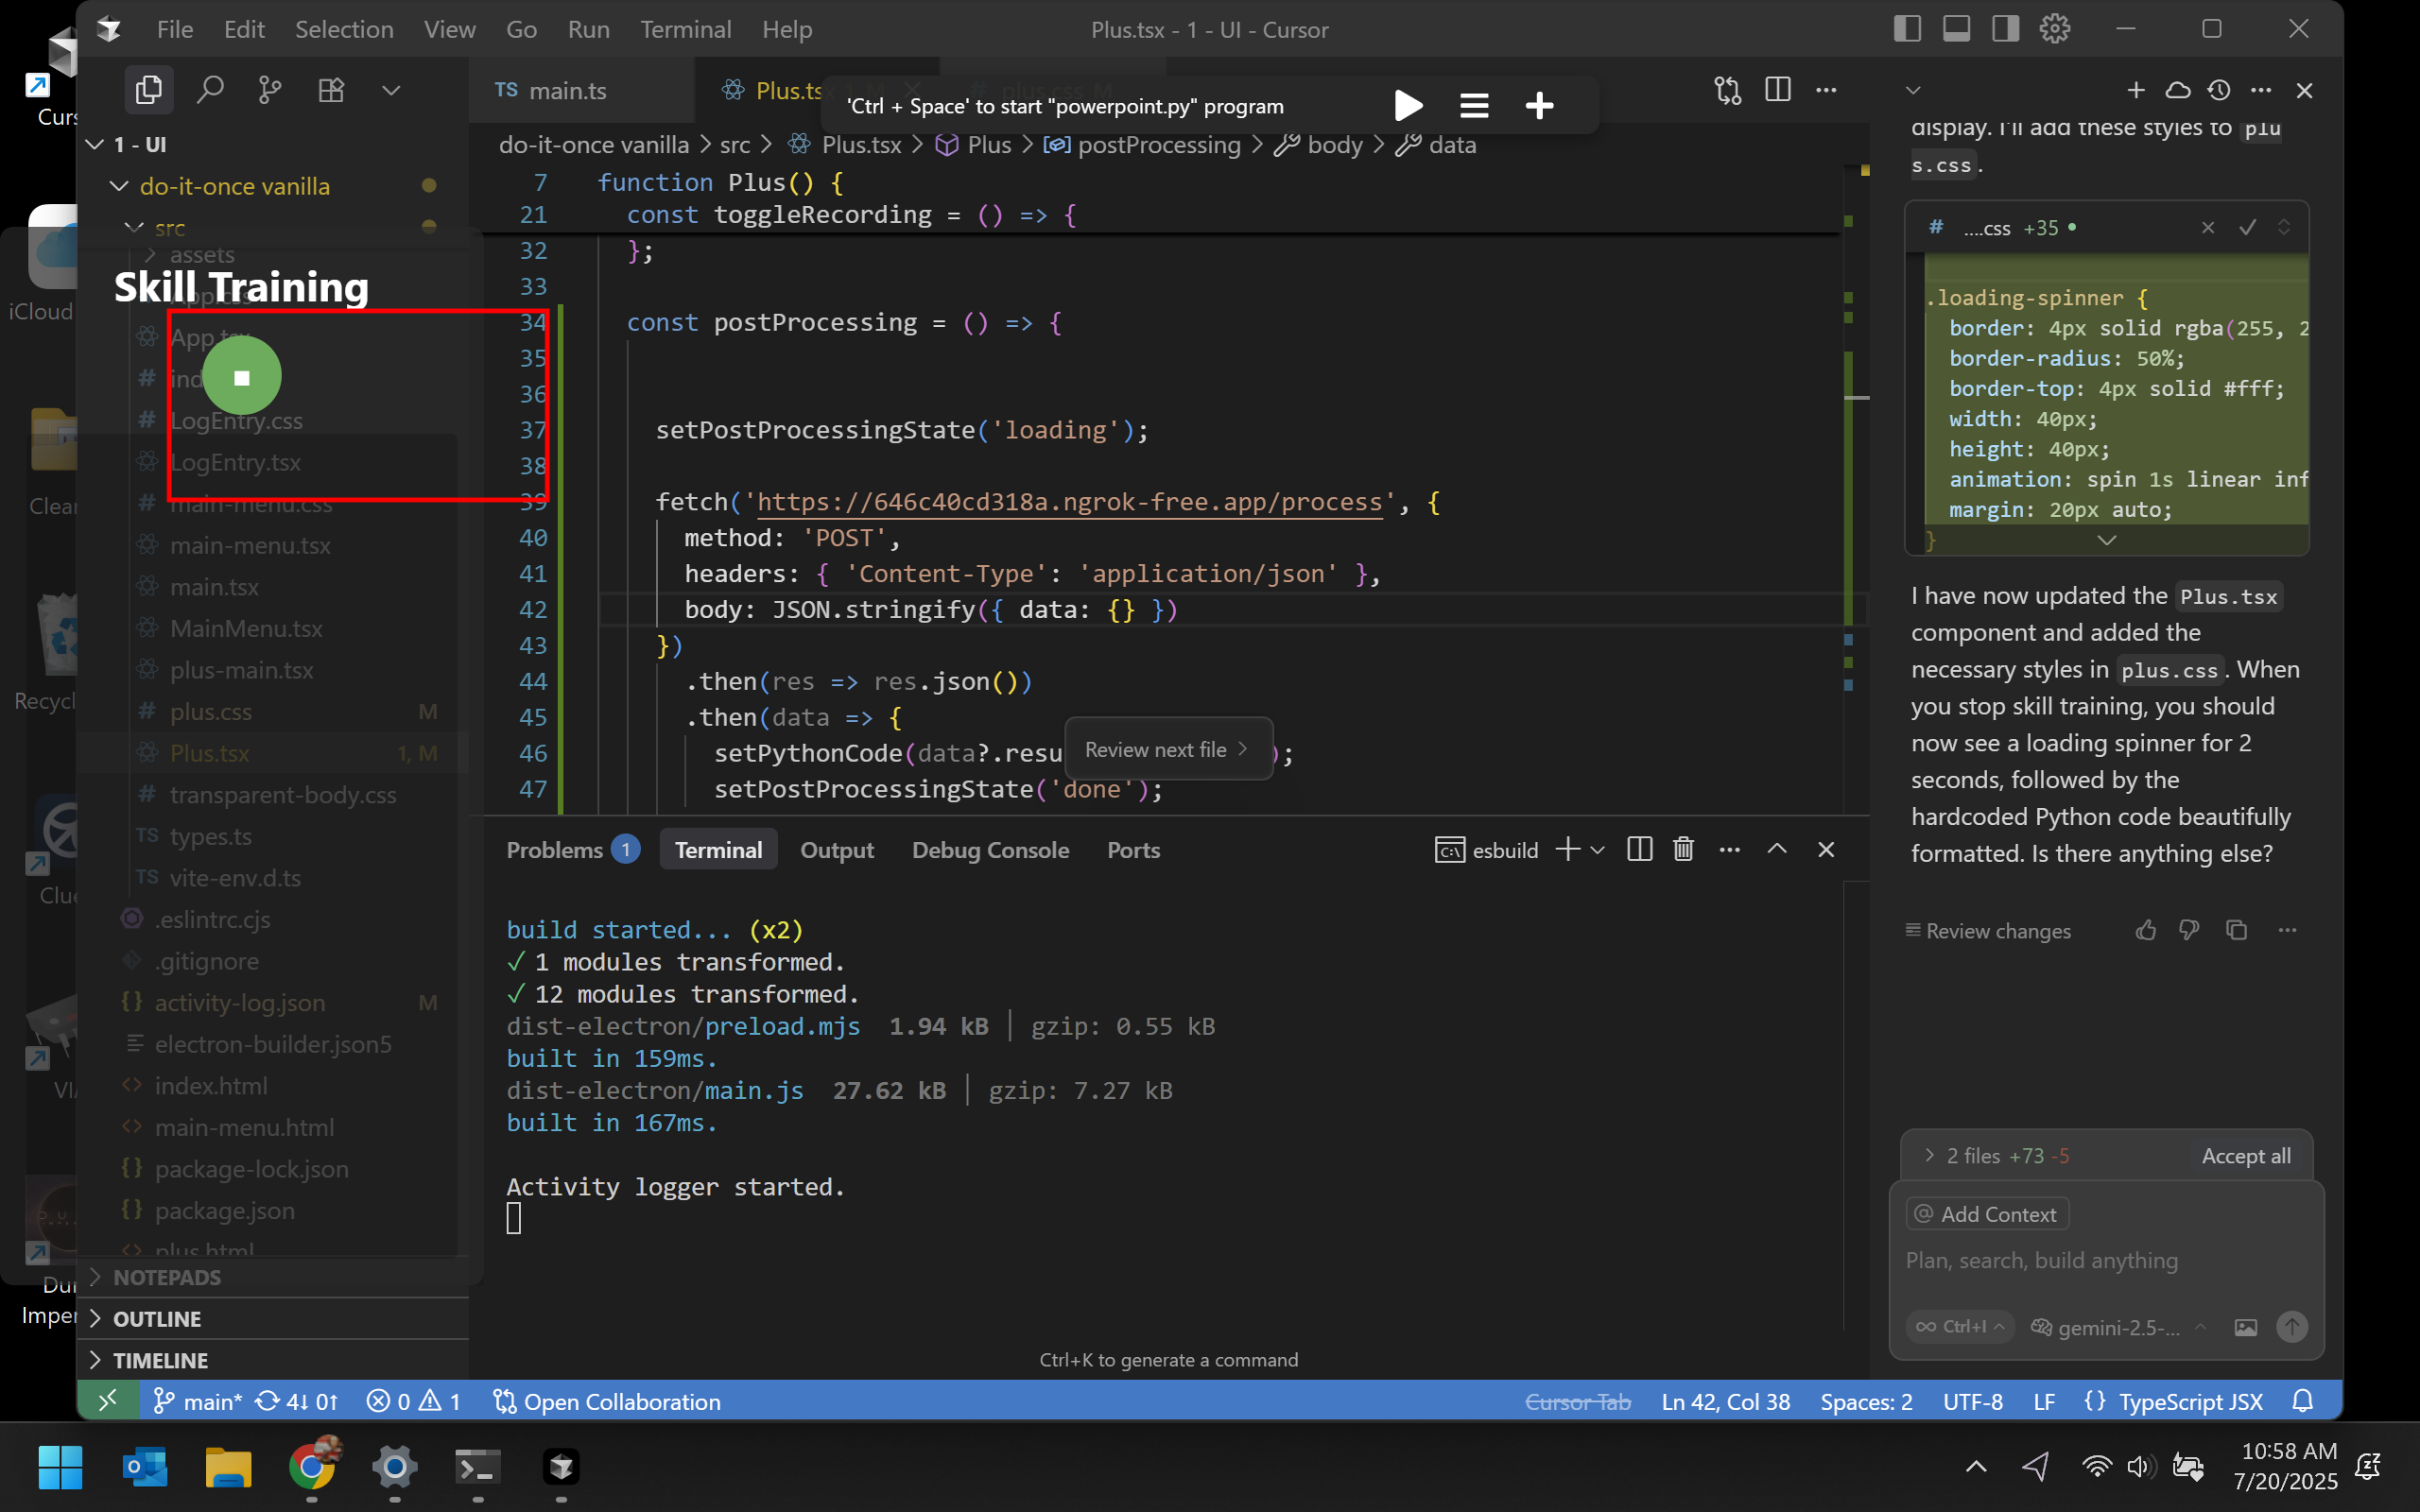 File Edit Selection View Go Run Terminal Help
Plus.tsx - 1 - UI - Cursor
TS main.ts
Plus.ts
plus.css M
'Ctrl + Space' to start "powerpoint.py" program
do-it-once vanilla > src > Plus.tsx > Plus > postProcessing > body > data
1 - UI
do-it-once vanilla
src
assets
Skill Training
App.css
App.tsx
ind
# LogEntry.css
LogEntry.tsx
# main-menu.css
main-menu.tsx
main.tsx
MainMenu.tsx
plus-main.tsx
# plus.css M
Plus.tsx 1, M
# transparent-body.css
TS types.ts
TS vite-env.d.ts
.eslintrc.cjs
.gitignore
{} activity-log.json M
electron-builder.json5
<> index.html
<> main-menu.html
{} package-lock.json
{} package.json
<> plus.html
NOTEPADS
OUTLINE
TIMELINE
Curs
iCloud
Clean
Recycl
Clue
VI
Dun
Imper
7 function Plus() {
21 const toggleRecording = () => {
32 };
33
34 const postProcessing = () => {
35
36
37 setPostProcessingState('loading');
38
39 fetch('https://646c40cd318a.ngrok-free.app/process', {
40 method: 'POST',
41 headers: { 'Content-Type': 'application/json' },
42 body: JSON.stringify({ data: {} })
43 })
44 .then(res => res.json())
45 .then(data => {
46 setPythonCode(data?.resu );
Review next file >
47 setPostProcessingState('done');
Problems 1 Terminal Output Debug Console Ports
esbuild
build started... (x2)
✓ 1 modules transformed.
✓ 12 modules transformed.
dist-electron/preload.mjs 1.94 kB │ gzip: 0.55 kB
built in 159ms.
dist-electron/main.js 27.62 kB │ gzip: 7.27 kB
built in 167ms.
Activity logger started.
Ctrl+K to generate a command
display. I'll add these styles to plu
s.css.
# ....css +35
.loading-spinner {
border: 4px solid rgba(255, 2
border-radius: 50%;
border-top: 4px solid #fff;
width: 40px;
height: 40px;
animation: spin 1s linear inf
margin: 20px auto;
}
I have now updated the Plus.tsx
component and added the
necessary styles in plus.css. When
you stop skill training, you should
now see a loading spinner for 2
seconds, followed by the
hardcoded Python code beautifully
formatted. Is there anything else?
Review changes
2 files +73 -5 Accept all
@ Add Context
Plan, search, build anything
∞ Ctrl+I gemini-2.5-...
main* 4↓ 0↑ 0 1 Open Collaboration
Cursor Tab Ln 42, Col 38 Spaces: 2 UTF-8 LF {} TypeScript JSX
10:58 AM
7/20/2025